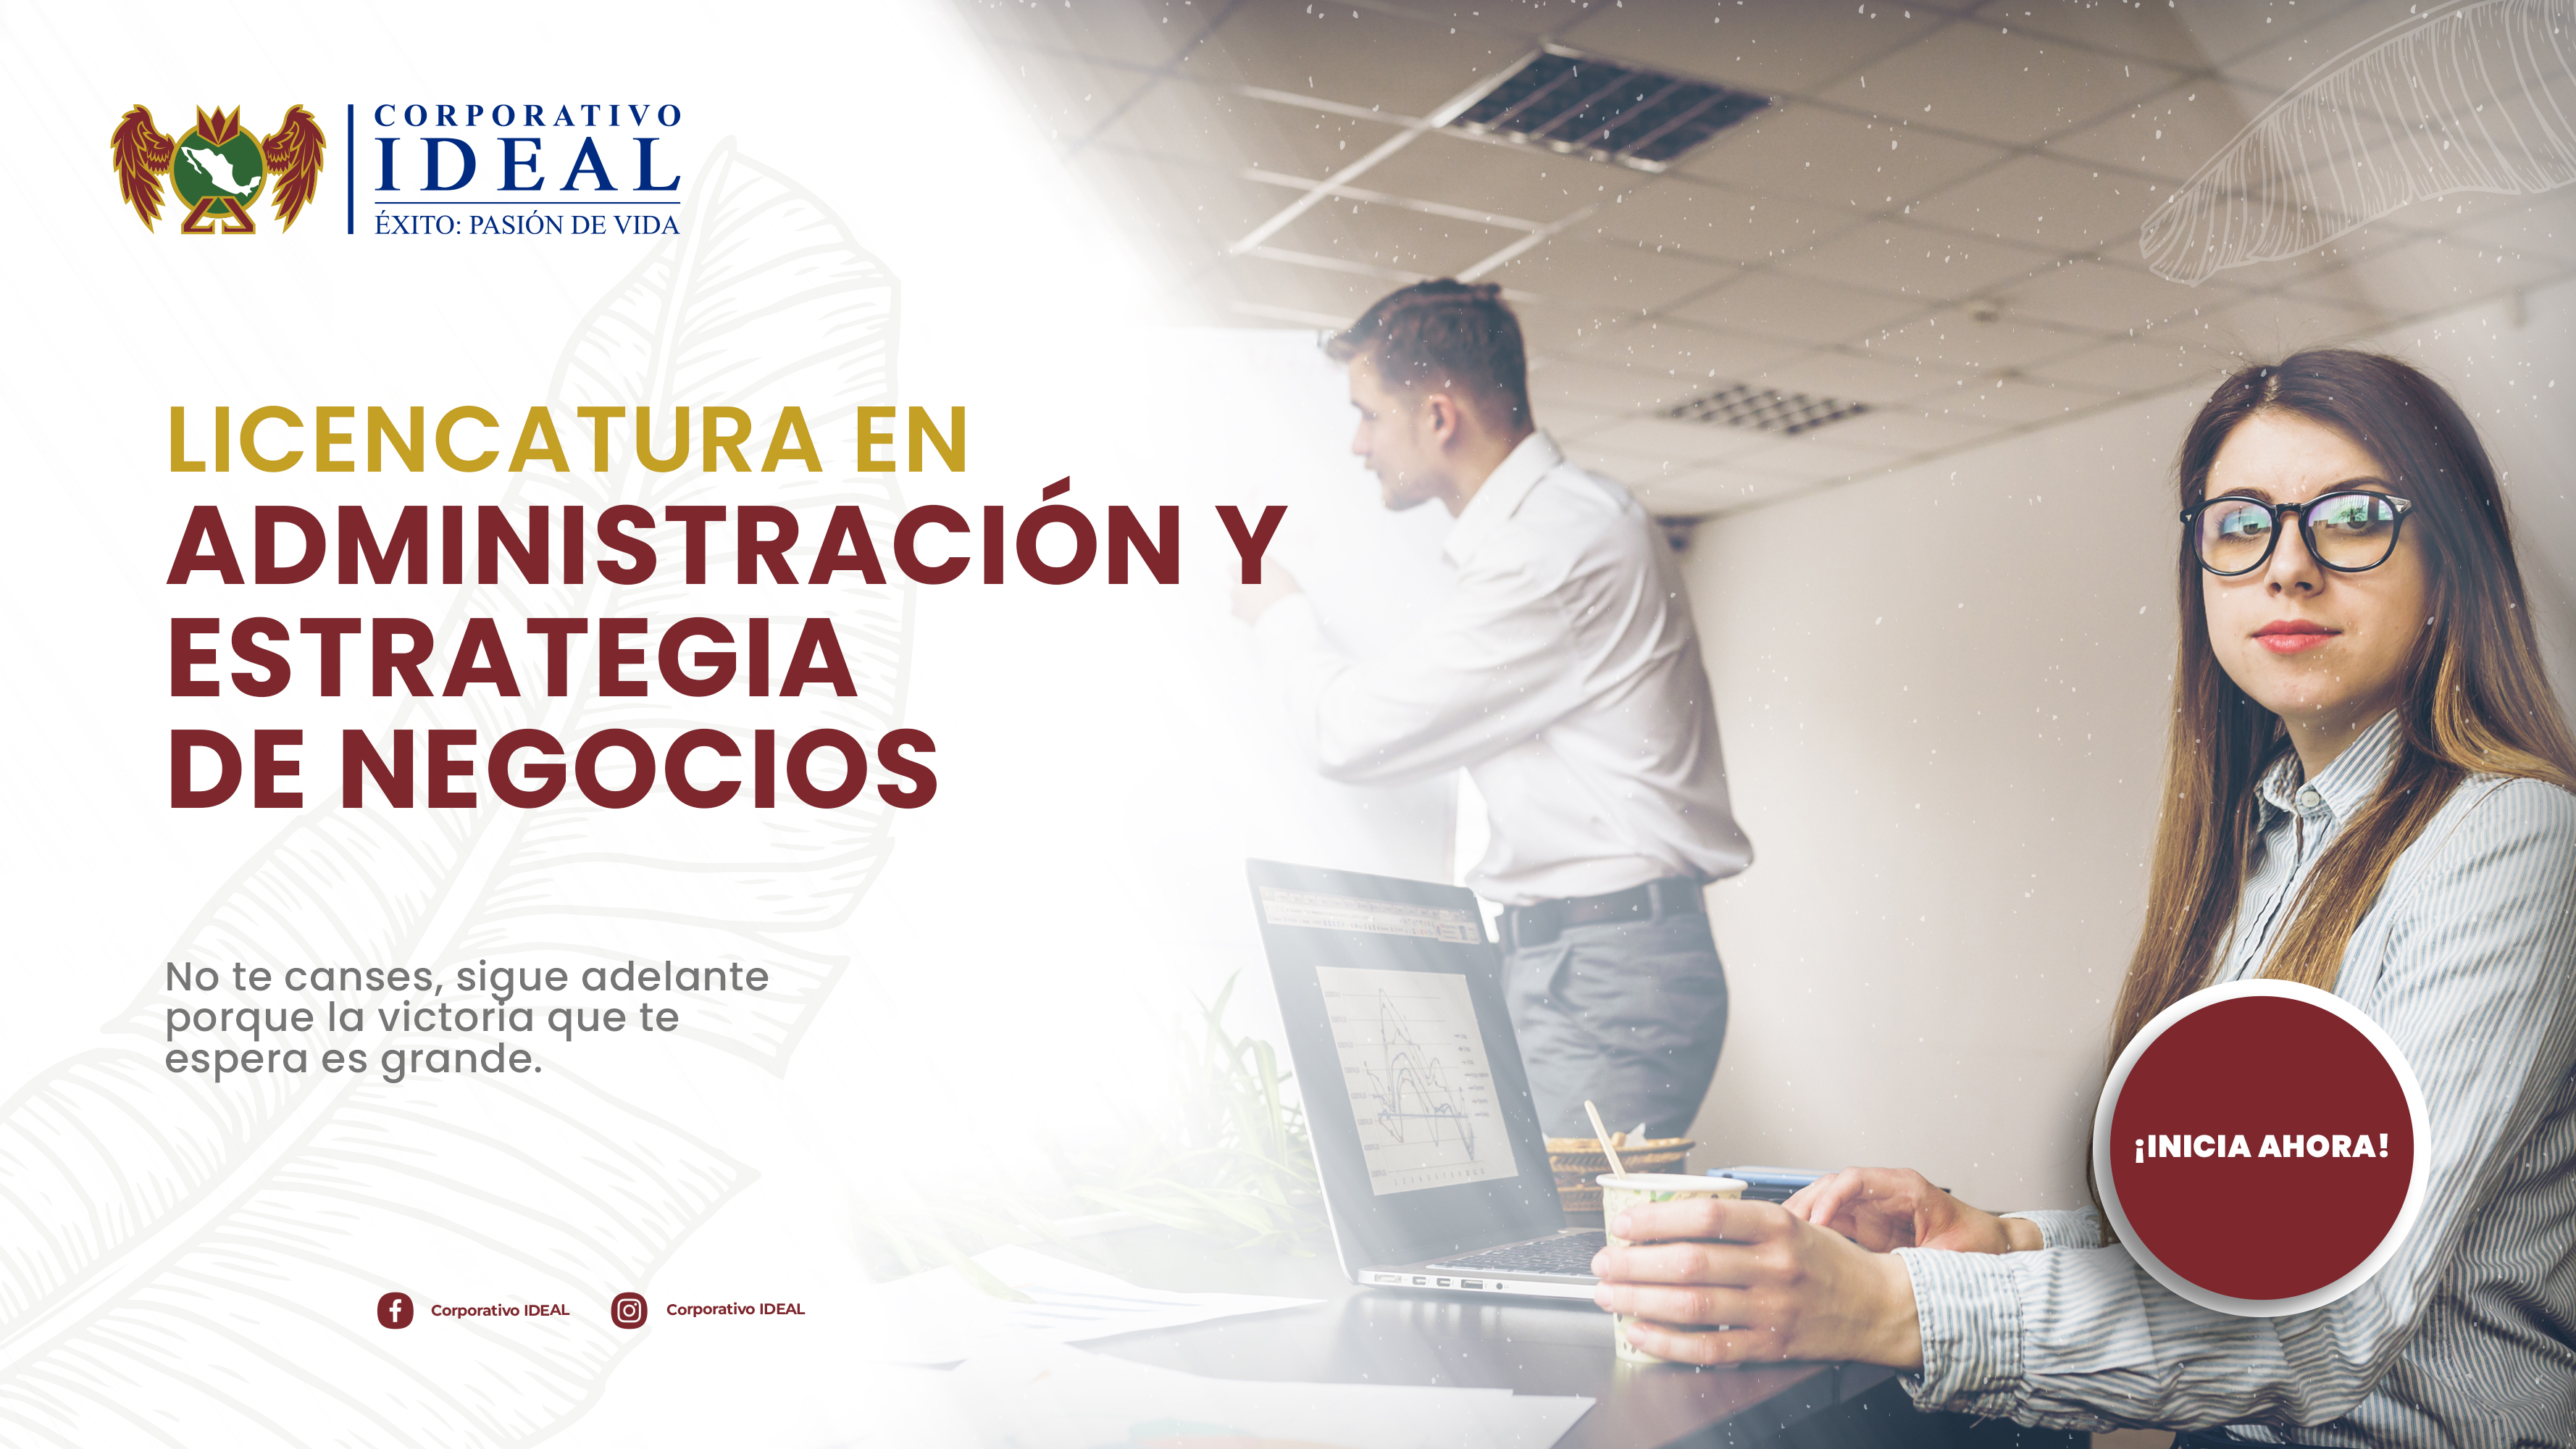 CORPORATIVO
IDEAL
ÉXITO: PASIÓN DE VIDA
LICENCATURA EN
ADMINISTRACIÓN Y
ESTRATEGIA
DE NEGOCIOS
No te canses, sigue adelante
porque la victoria que te
espera es grande.
¡INICIA AHORA!
Corporativo IDEAL
Corporativo IDEAL